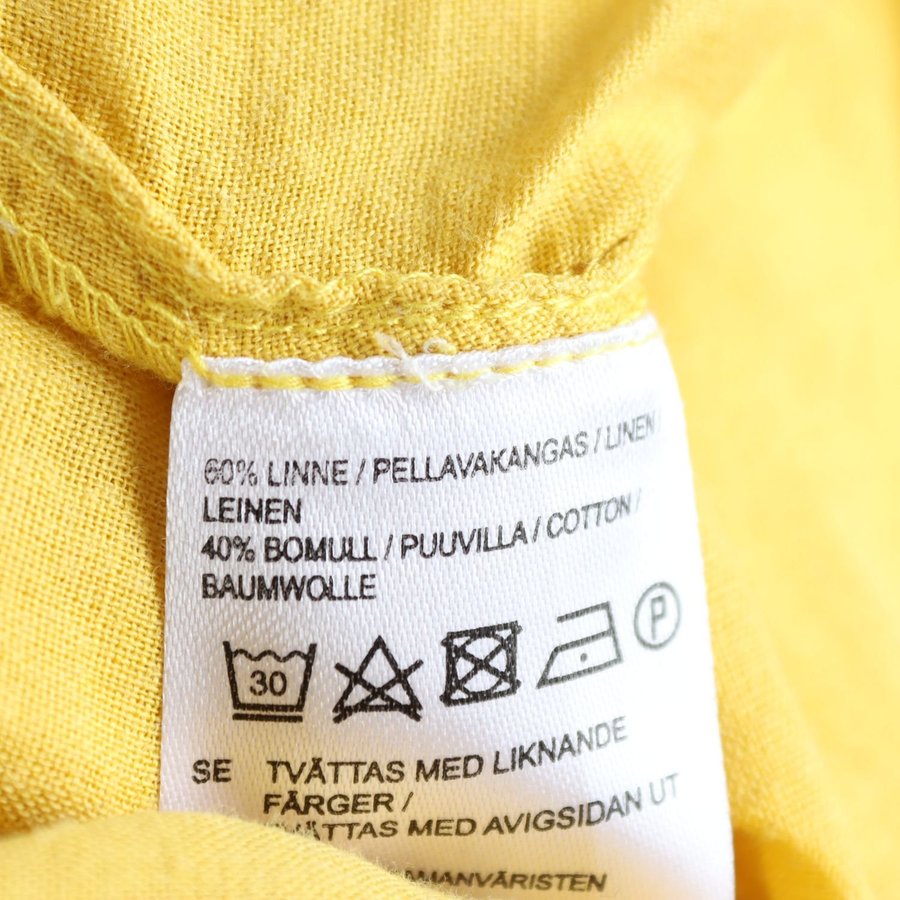 60% LINNE / PELLAVAKANGAS / LINEN /
LEINEN
40% BOMULL / PUUVILLA / COTTON /
BAUMWOLLE
30 P
SE TVÄTTAS MED LIKNANDE
FÄRGER /
TVÄTTAS MED AVIGSIDAN UT